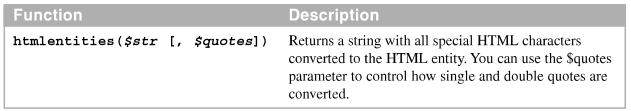 Function Description
htmlentities($str [, $quotes]) Returns a string with all special HTML characters
converted to the HTML entity. You can use the $quotes
parameter to control how single and double quotes are
converted.